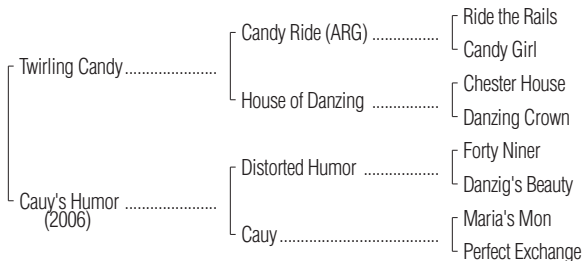 Ride the Rails
Candy Ride (ARG) ................
Candy Girl
Twirling Candy ......................
Chester House
House of Danzing ................
Danzing Crown
Forty Niner
Distorted Humor ..................
Danzig's Beauty
Cauy's Humor ......................
(2006)
Maria's Mon
Cauy ......................................
Perfect Exchange